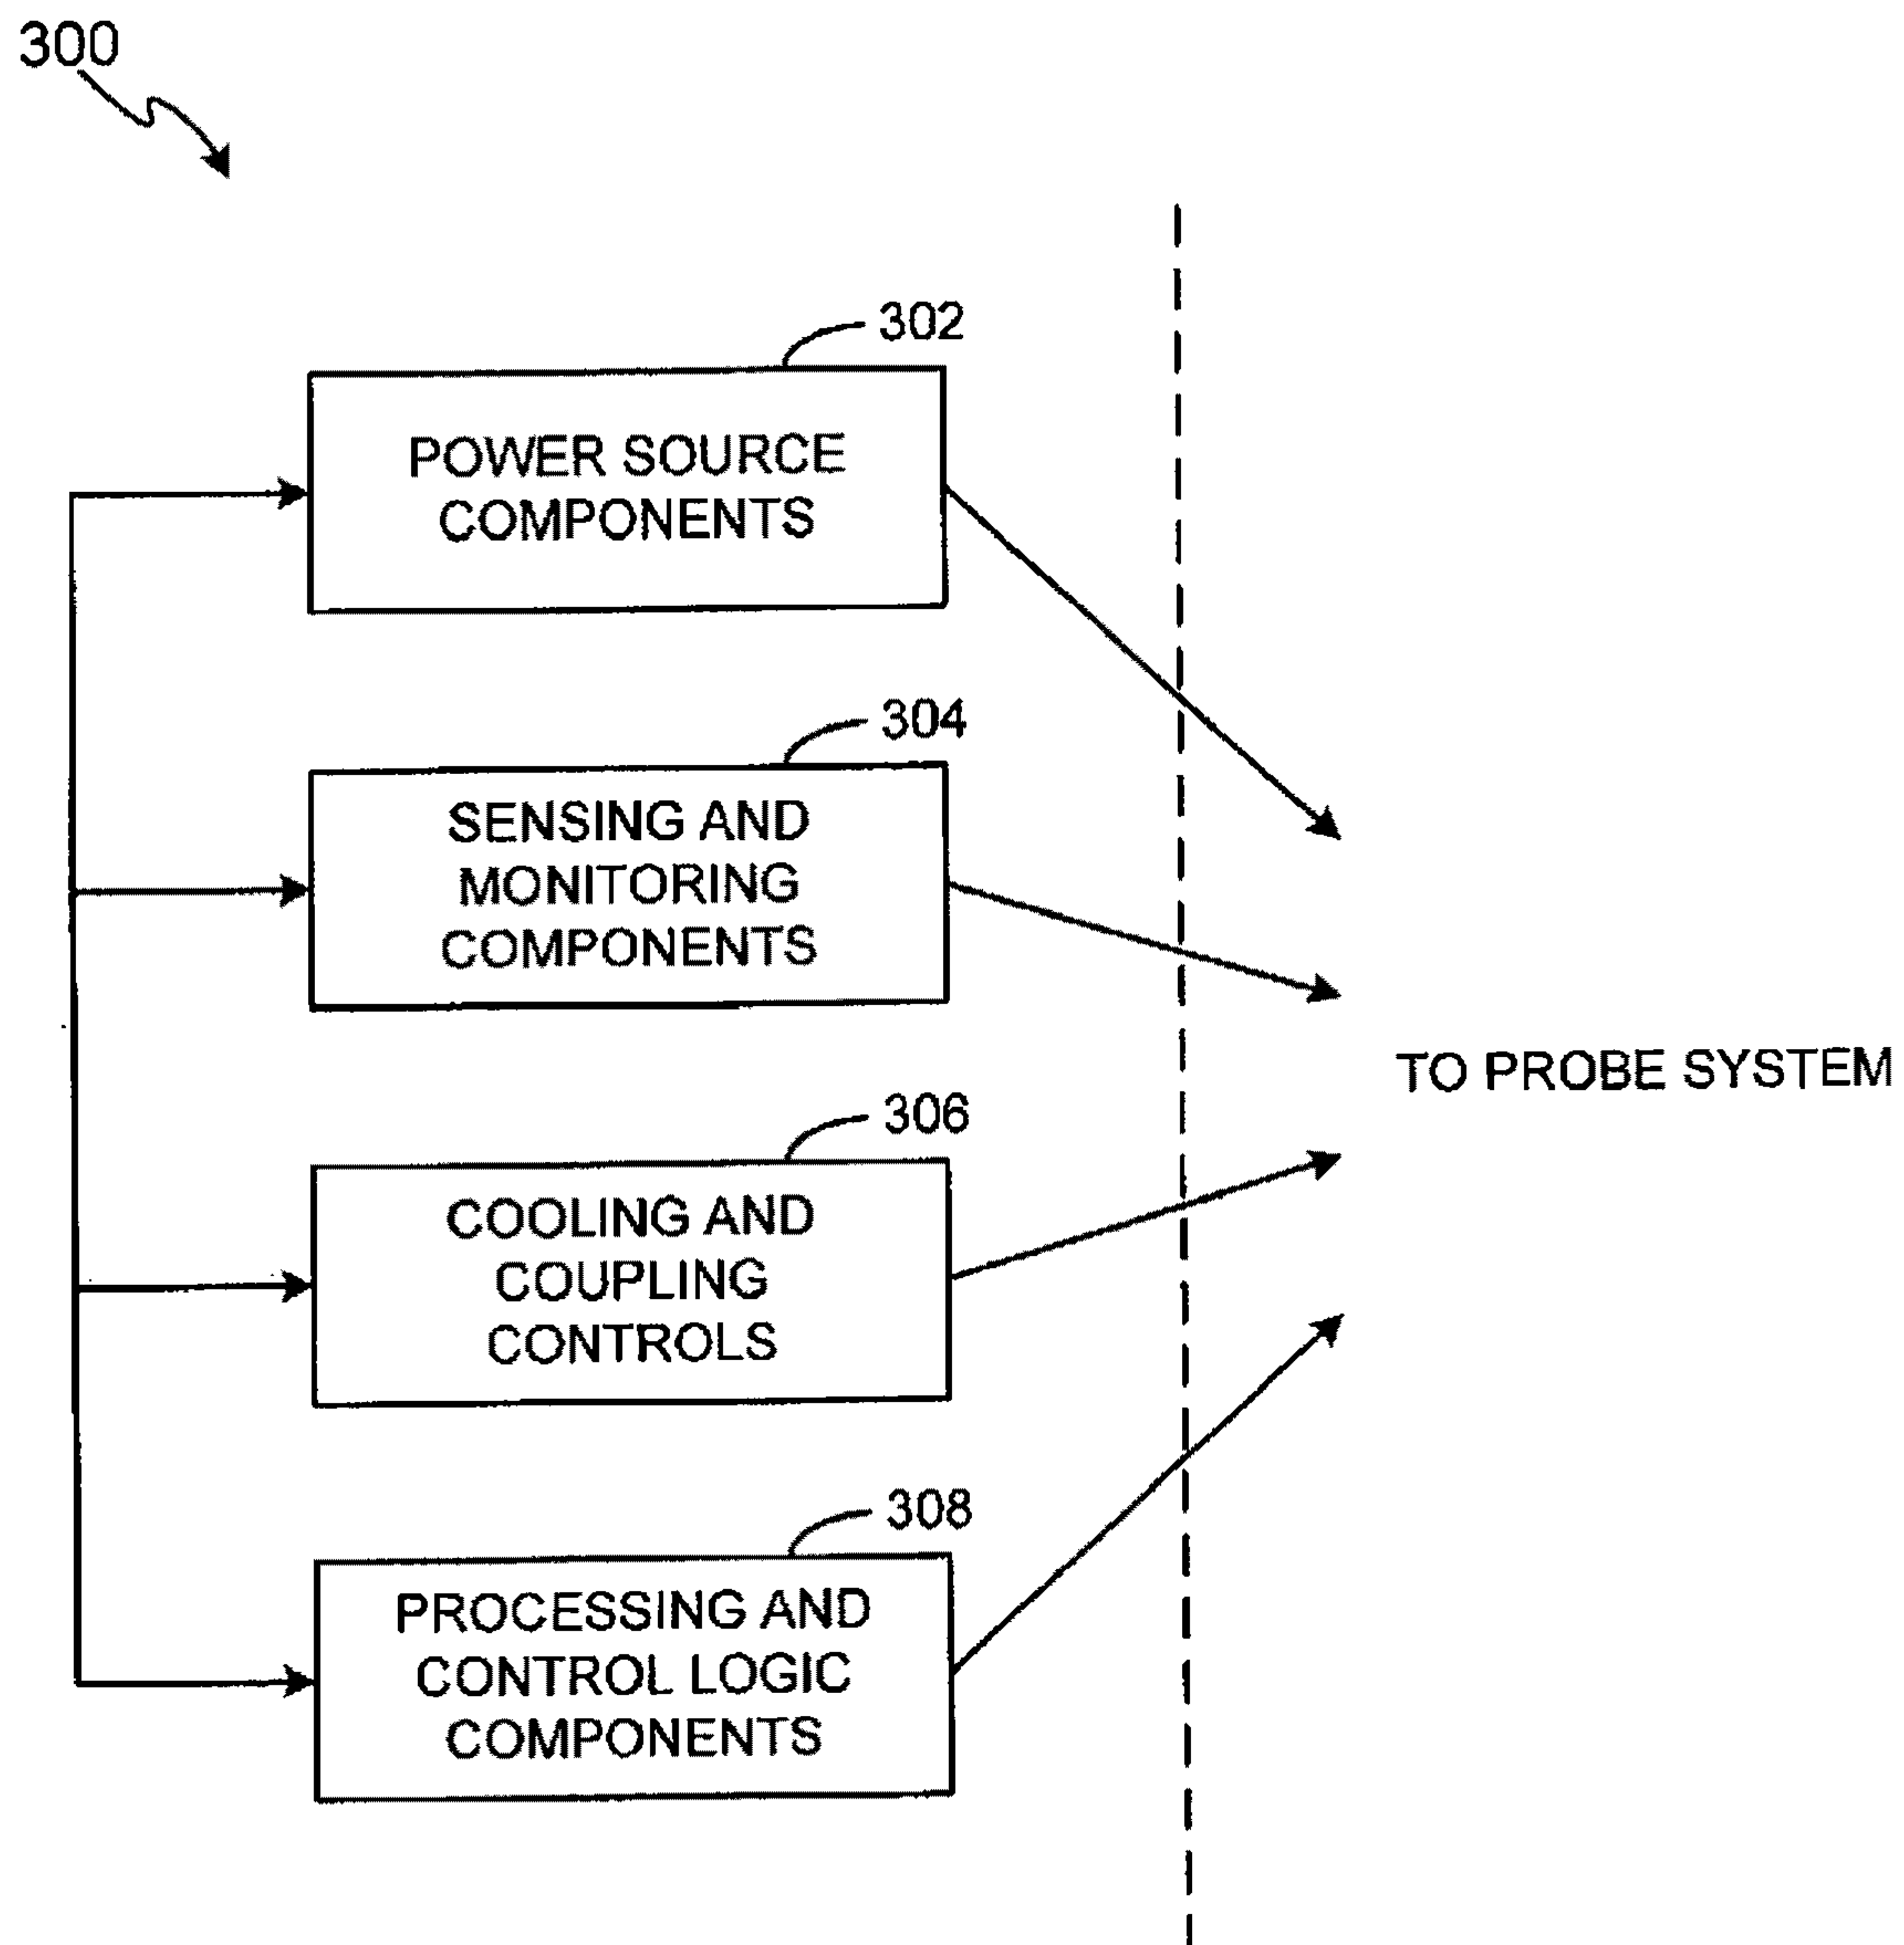 300
302
POWER SOURCE
COMPONENTS
304
SENSING AND
MONITORING
COMPONENTS
TO PROBE SYSTEM
306
COOLING AND
COUPLING
CONTROLS
308
PROCESSING AND
CONTROL LOGIC
COMPONENTS